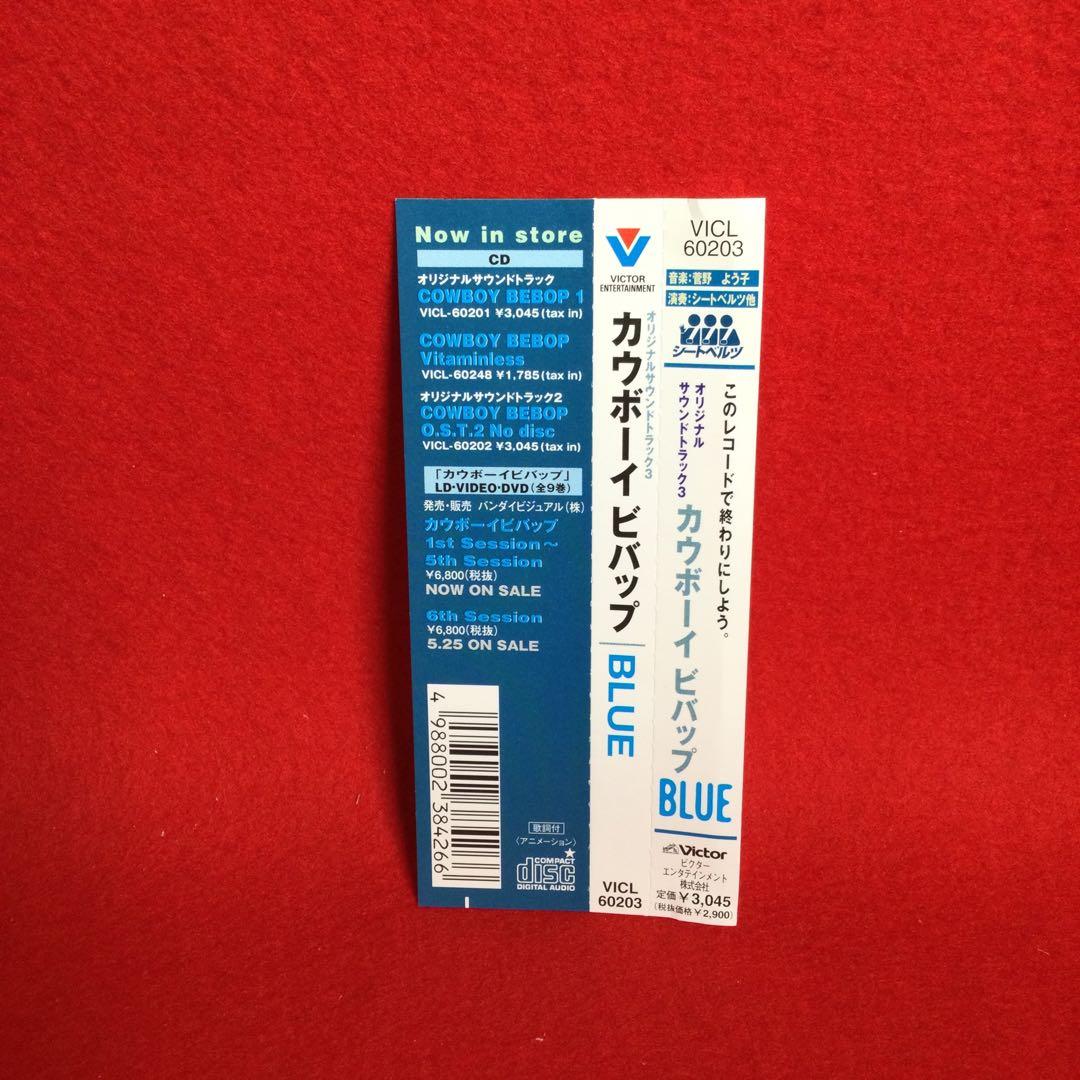 Now in store
CD
オリジナルサウンドトラック
COWBOY BEBOP 1
VICL-60201 ¥3,045(tax in)
COWBOY BEBOP
Vitaminless
VICL-60248 ¥1,785(tax in)
オリジナルサウンドトラック2
COWBOY BEBOP
O.S.T.2 No disc
VICL-60202 ¥3,045(tax in)
「カウボーイビバップ」
LD・VIDEO・DVD(全9巻)
発売・販売 バンダイビジュアル(株)
カウボーイビバップ
1st Session〜
5th Session
¥6,800(税抜)
NOW ON SALE
6th Session
¥6,800(税抜)
5.25 ON SALE
4 988002 384266
歌詞付
〈アニメーション〉
COMPACT
disc
DIGITAL AUDIO
VICTOR
ENTERTAINMENT
オリジナルサウンドトラック3
カウボーイ ビバップ
BLUE
VICL
60203
VICL
60203
音楽:菅野 よう子
演奏:シートベルツ他
シートベルツ
このレコードで終わりにしよう。
オリジナル
サウンドトラック3
カウボーイ ビバップ
BLUE
Victor
ビクター
エンタテインメント
株式会社
定価¥3,045
(税抜価格¥2,900)